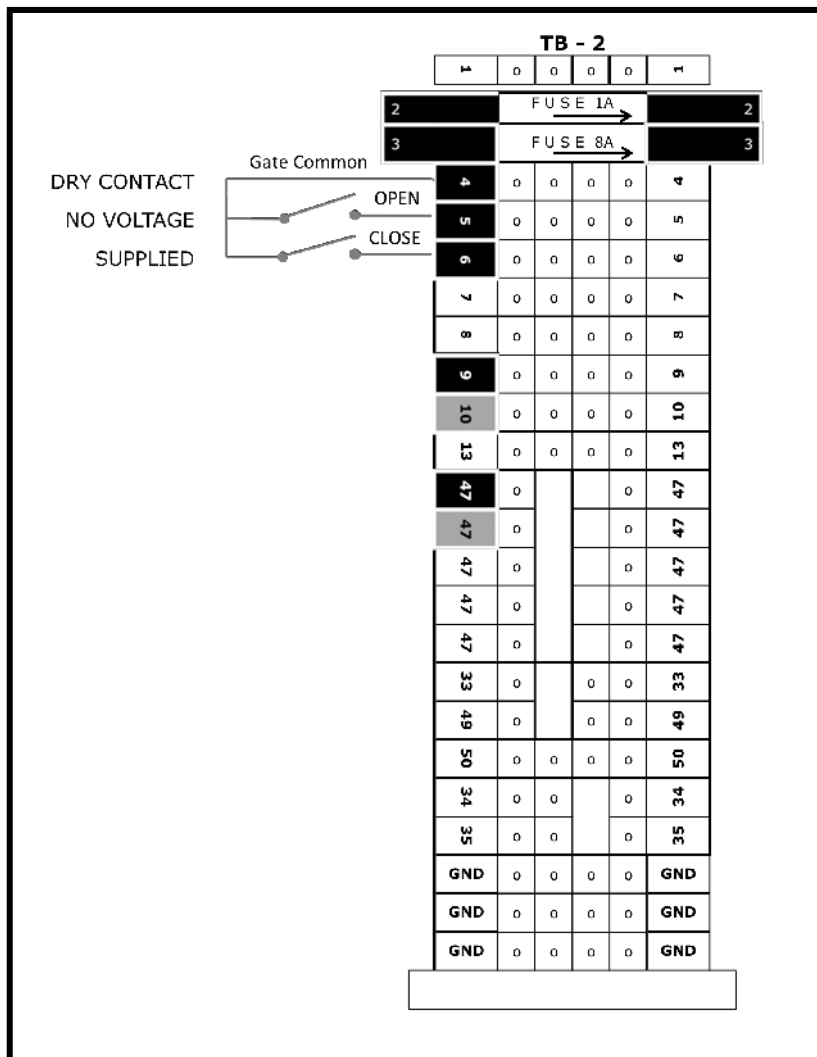 TB - 2
1 o o o o 1
2 FUSE 1A 2
3 FUSE 8A 3
Gate Common
DRY CONTACT 4 o o o o 4
OPEN
NO VOLTAGE 5 o o o o 5
CLOSE
SUPPLIED 6 o o o o 6
7 o o o o 7
8 o o o o 8
9 o o o o 9
10 o o o o 10
13 o o o o 13
47 o o 47
47 o o 47
47 o o 47
47 o o 47
47 o o 47
33 o o o 33
49 o o o 49
50 o o o o 50
34 o o o 34
35 o o o 35
GND o o o o GND
GND o o o o GND
GND o o o o GND